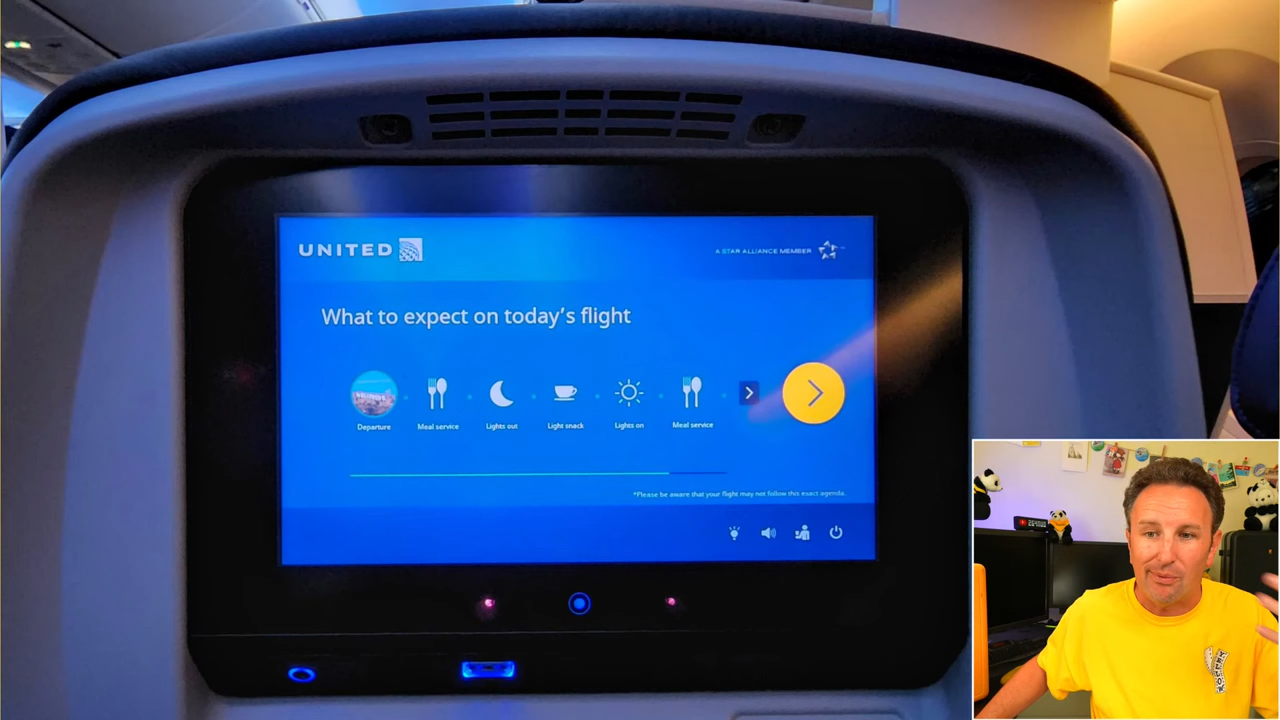 UNITED
A STAR ALLIANCE MEMBER
What to expect on today's flight
Departure
Meal service
Lights out
Light snack
Lights on
Meal service
*Please be aware that your flight may not follow this exact agenda.